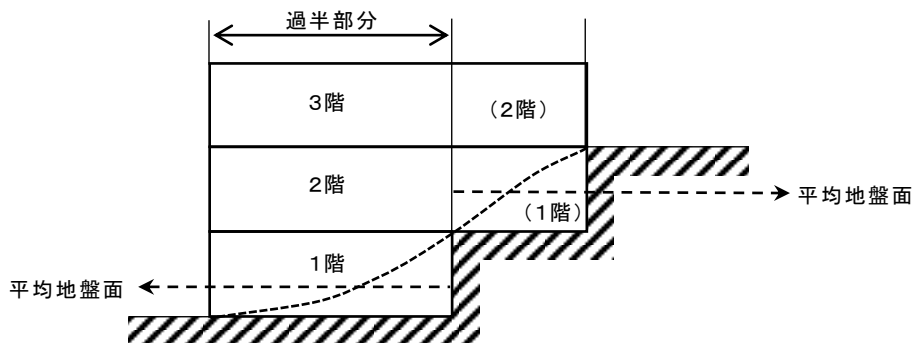 過半部分
3階
(2階)
2階
(1階)
平均地盤面
1階
平均地盤面